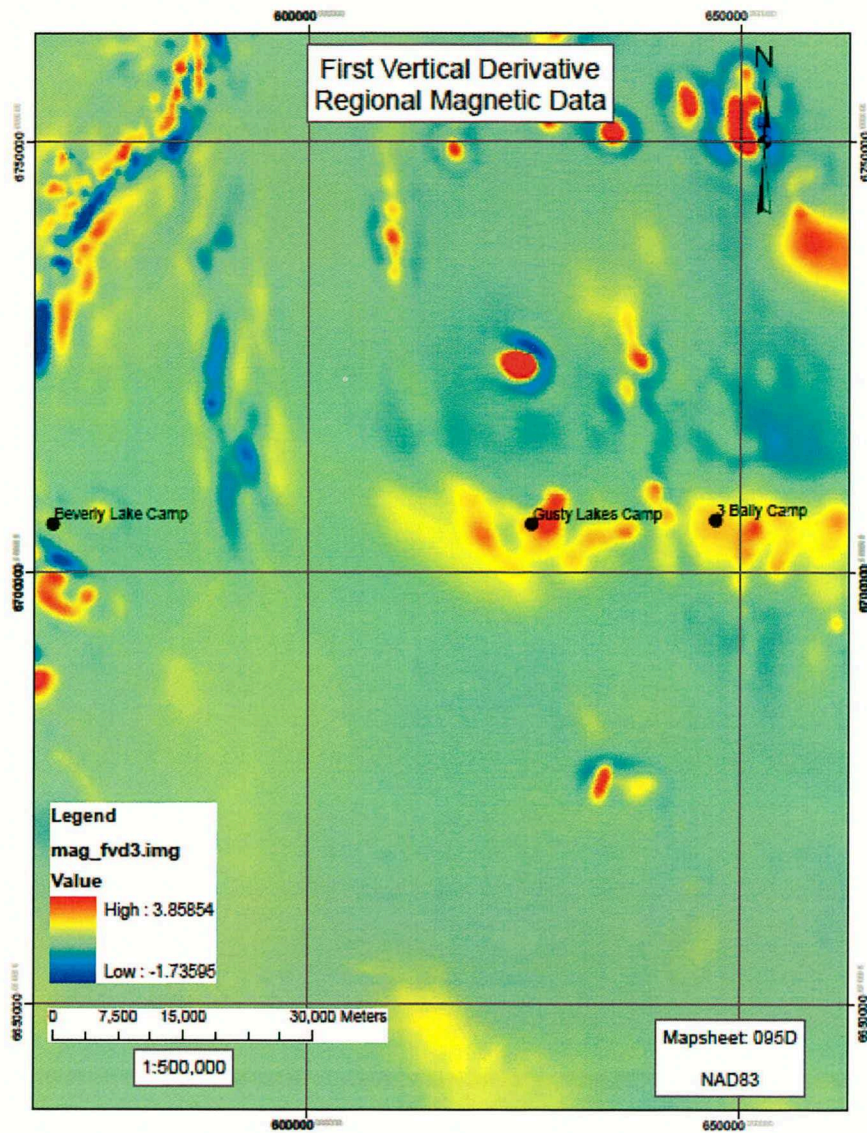 600000
650000
First Vertical Derivative
Regional Magnetic Data
N
6750000
6750000
Beverly Lake Camp
Gusty Lakes Camp
3 Bally Camp
6700000
6700000
Legend
mag_fvd3.img
Value
High : 3.85854
Low : -1.73595
6650000
6650000
0 7,500 15,000 30,000 Meters
1:500,000
Mapsheet: 095D
NAD83
600000
650000